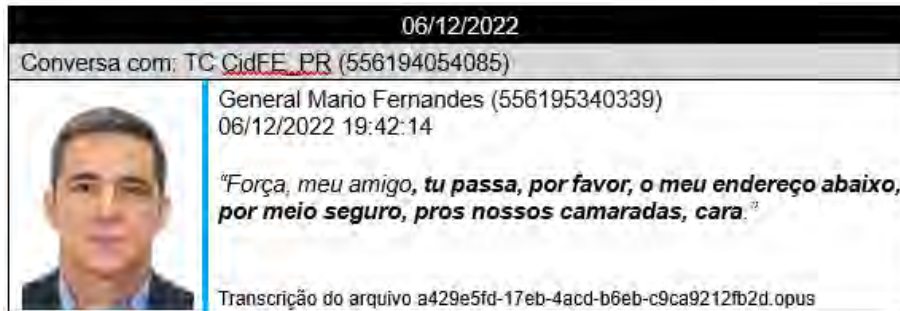 06/12/2022
Conversa com: TC CidFE_PR (556194054085)
General Mario Fernandes (556195340339)
06/12/2022 19:42:14
“Força, meu amigo, tu passa, por favor, o meu endereço abaixo,
por meio seguro, pros nossos camaradas, cara.”
Transcrição do arquivo a429e5fd-17eb-4acd-b6eb-c9ca9212fb2d.opus